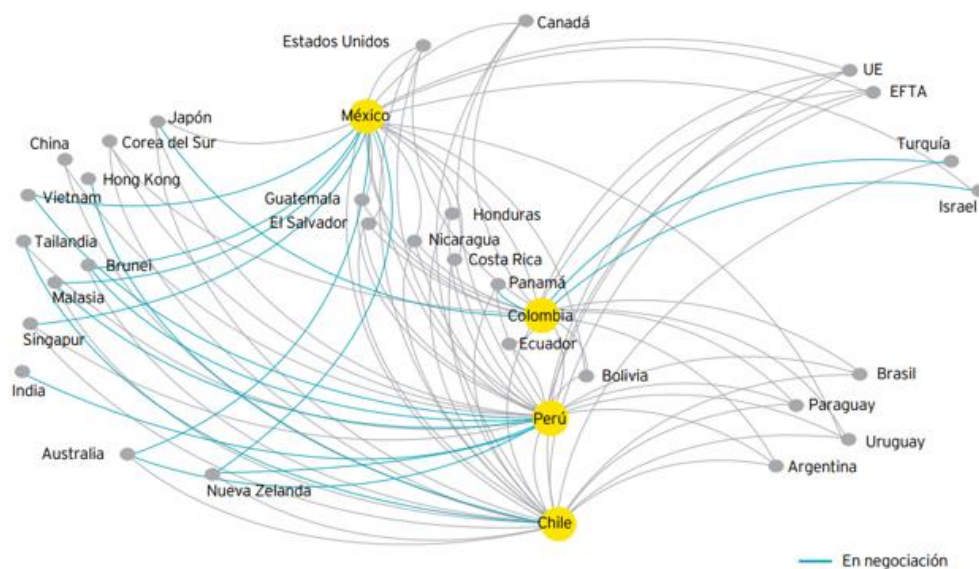 Canadá
Estados Unidos
UE
EFTA
México
Japón
Corea del Sur
China
Turquía
Hong Kong
Vietnam
Israel
Guatemala
El Salvador
Honduras
Tailandia
Nicaragua
Costa Rica
Brunei
Malasia
Panamá
Colombia
Singapur
Ecuador
India
Bolivia
Brasil
Paraguay
Perú
Uruguay
Australia
Argentina
Nueva Zelanda
Chile
En negociación